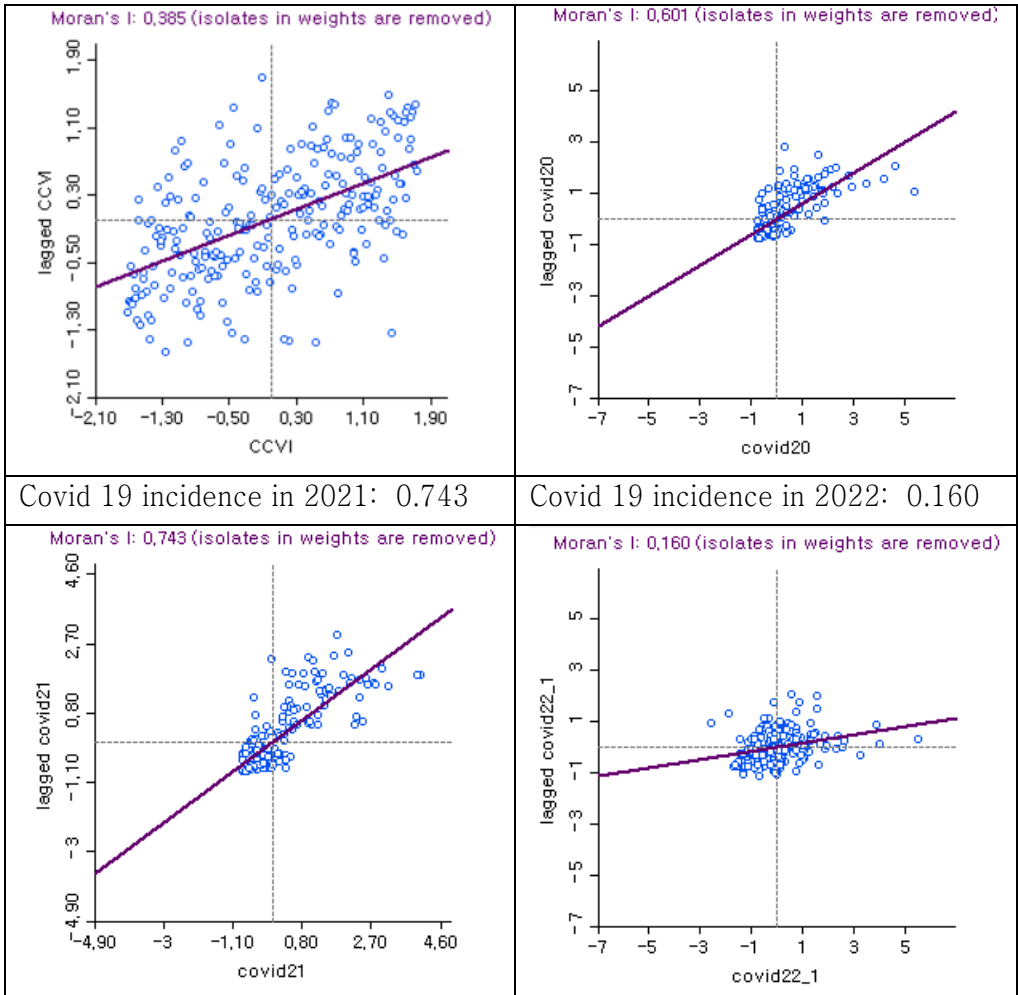 Moran's I: 0,385 (isolates in weights are removed)
1,90
1,10
0,30
-0,50
-1,30
-2,10
lagged CCVI
-2,10 -1,30 -0,50 0,30 1,10 1,90
CCVI
Moran's I: 0,601 (isolates in weights are removed)
5
3
1
-1
-3
-5
-7
lagged covid20
-7 -5 -3 -1 1 3 5
covid20
Covid 19 incidence in 2021: 0.743
Covid 19 incidence in 2022: 0.160
Moran's I: 0,743 (isolates in weights are removed)
4,60
2,70
0,80
-1,10
-3
-4,90
lagged covid21
-4,90 -3 -1,10 0,80 2,70 4,60
covid21
Moran's I: 0,160 (isolates in weights are removed)
5
3
1
-1
-3
-5
-7
lagged covid22_1
-7 -5 -3 -1 1 3 5
covid22_1